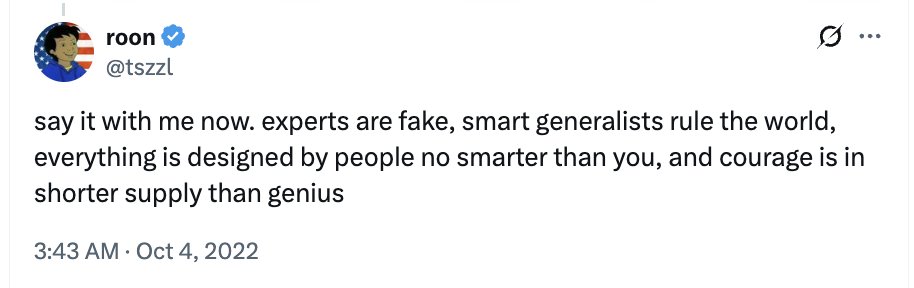 roon
@tszzl
say it with me now. experts are fake, smart generalists rule the world,
everything is designed by people no smarter than you, and courage is in
shorter supply than genius
3:43 AM · Oct 4, 2022